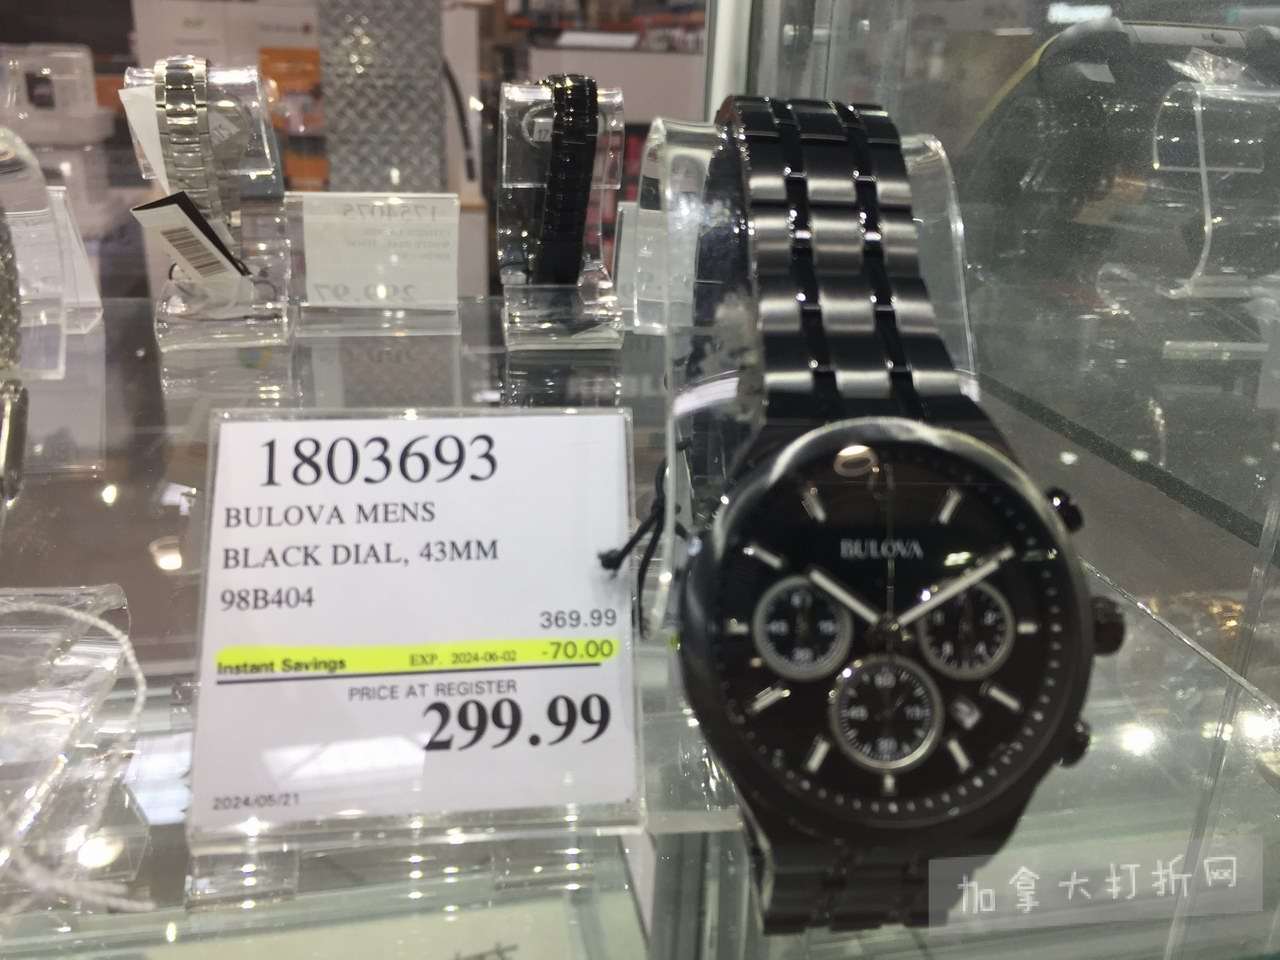 1803693
BULOVA MENS
BLACK DIAL, 43MM
98B404
369.99
Instant Savings EXP. 2024-06-02 -70.00
PRICE AT REGISTER
299.99
2024/05/21
BULOVA
加拿大打折网